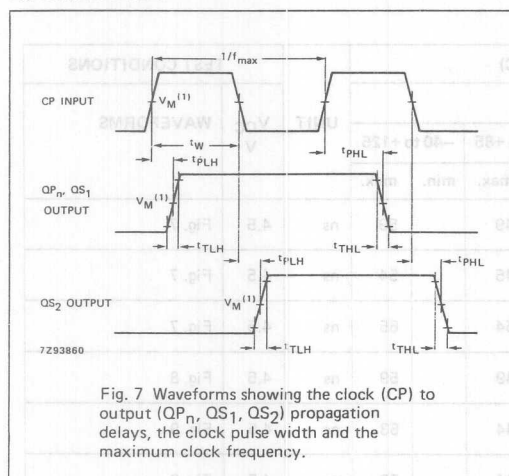 1/fmax
CP INPUT
VM(1)
tW
tPLH
tPHL
QPn, QS1
OUTPUT
VM(1)
tTLH
tTHL
tPLH
tPHL
QS2 OUTPUT
VM(1)
tTLH
tTHL
7Z93860
Fig. 7 Waveforms showing the clock (CP) to
output (QPn, QS1, QS2) propagation
delays, the clock pulse width and the
maximum clock frequency.
TEST CONDITIONS
UNIT
VCC
V
WAVEFORMS
-40 to +125
max. min. max.
ns 4.5 Fig. 7
ns 4.5 Fig. 7
ns 4.5 Fig. 7
ns 4.5 Fig. 8